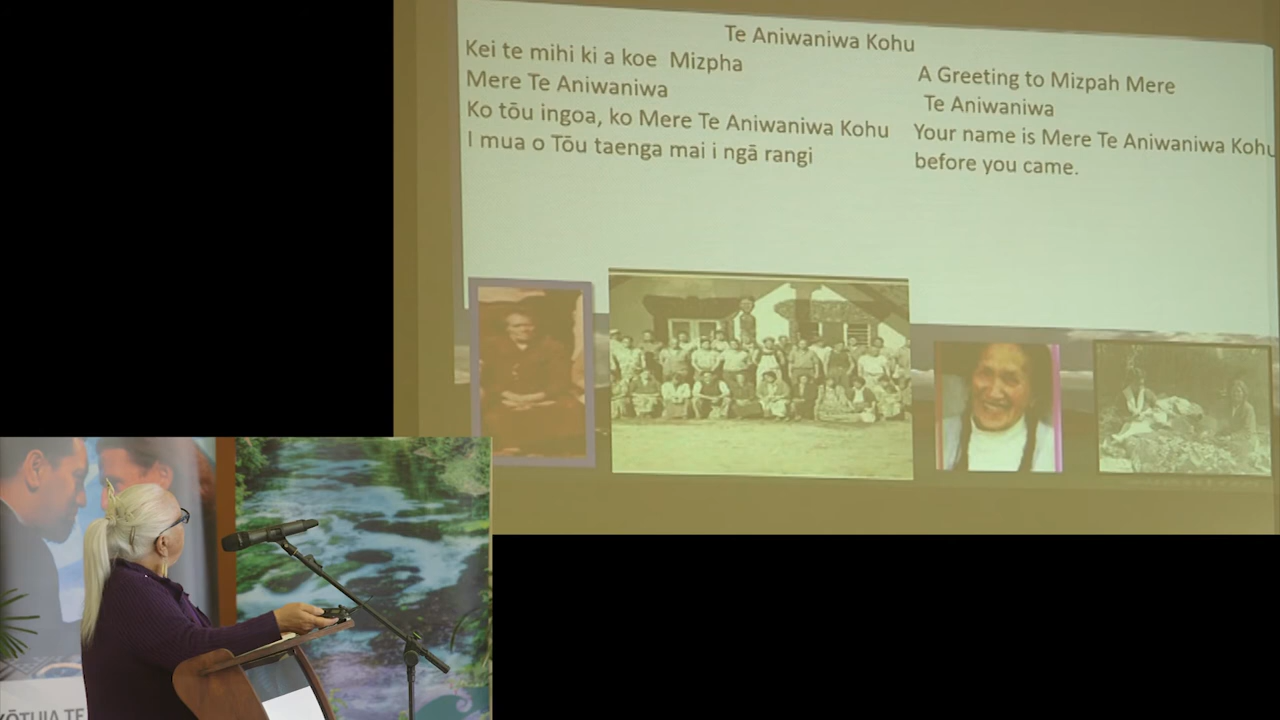 Te Aniwaniwa Kohu
Kei te mihi ki a koe Mizpha
Mere Te Aniwaniwa
Ko tōu ingoa, ko Mere Te Aniwaniwa Kohu
I mua o Tōu taenga mai i ngā rangi
A Greeting to Mizpah Mere
Te Aniwaniwa
Your name is Mere Te Aniwaniwa Kohu
before you came.
KŌTUIA TE